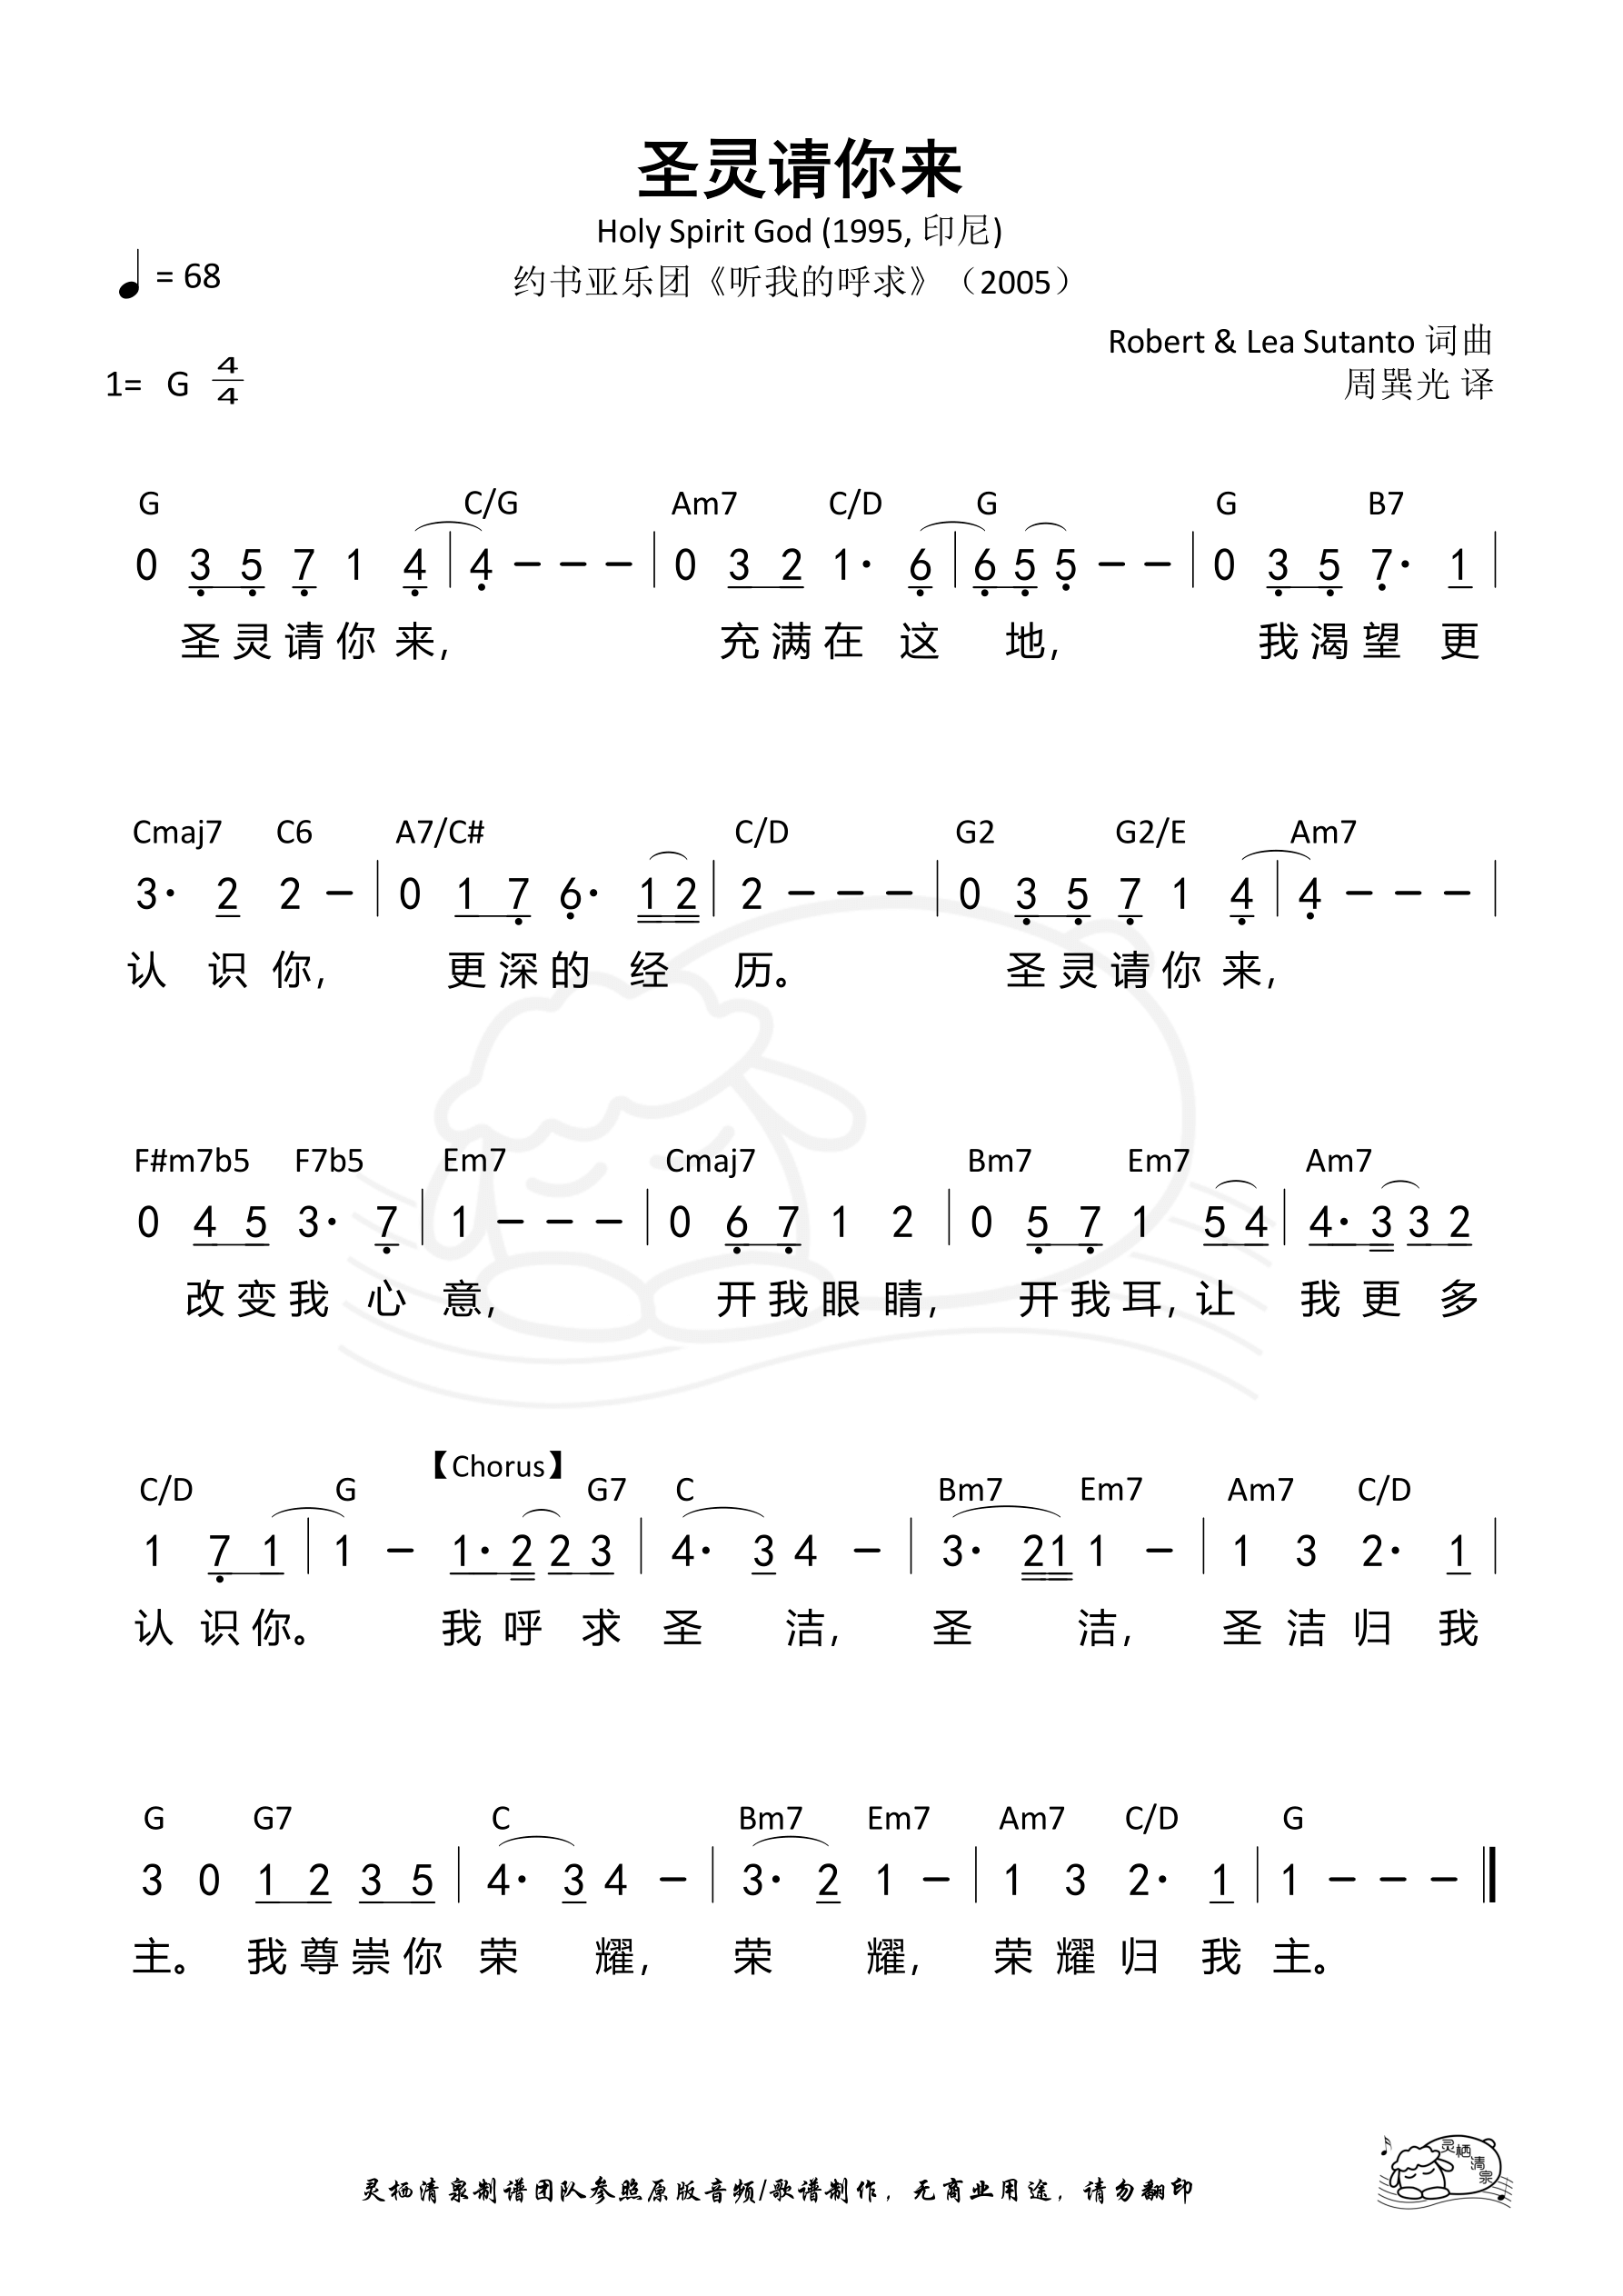 圣灵请你来
Holy Spirit God (1995, 印尼)
♩ = 68
约书亚乐团《听我的呼求》（2005）
Robert & Lea Sutanto 词曲
1= G 4/4
周巽光 译
G C/G Am7 C/D G G B7
0 3 5 7 1 4 | 4 – – – | 0 3 2 1· 6 | 6 5 5 – – | 0 3 5 7· 1 |
圣灵请你来, 充满在这地, 我渴望更
Cmaj7 C6 A7/C# C/D G2 G2/E Am7
3· 2 2 – | 0 1 7 6· 1 2 | 2 – – – | 0 3 5 7 1 4 | 4 – – – |
认识你, 更深的经历。 圣灵请你来,
F#m7b5 F7b5 Em7 Cmaj7 Bm7 Em7 Am7
0 4 5 3· 7 | 1 – – – | 0 6 7 1 2 | 0 5 7 1 5 4 | 4· 3 3 2
改变我心意, 开我眼睛, 开我耳, 让我更多
【Chorus】
C/D G G7 C Bm7 Em7 Am7 C/D
1 7 1 | 1 – 1· 2 2 3 | 4· 3 4 – | 3· 2 1 1 – | 1 3 2· 1 |
认识你。 我呼求圣洁, 圣洁, 圣洁归我
G G7 C Bm7 Em7 Am7 C/D G
3 0 1 2 3 5 | 4· 3 4 – | 3· 2 1 – | 1 3 2· 1 | 1 – – – ‖
主。 我尊崇你荣耀, 荣耀, 荣耀归我主。
灵栖清泉
灵栖清泉制谱团队参照原版音频/歌谱制作，无商业用途，请勿翻印